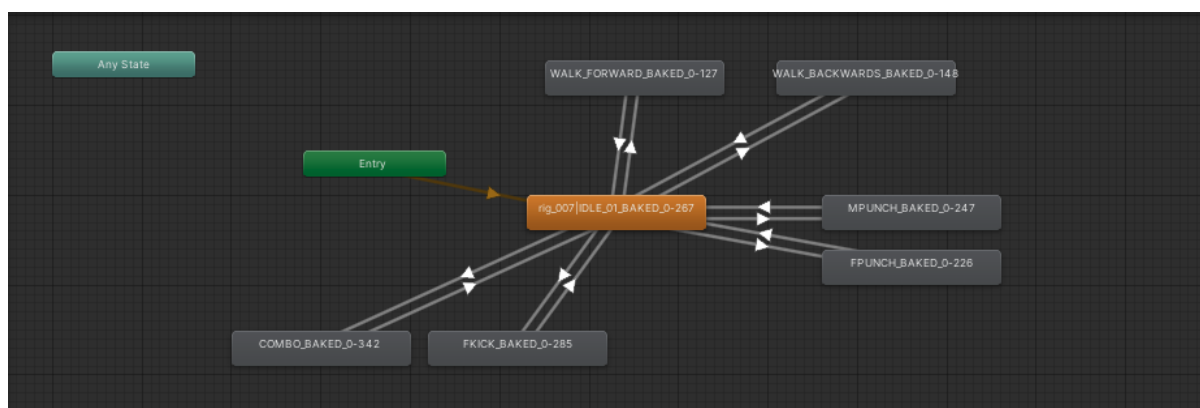 Any State
WALK_FORWARD_BAKED_0-127
WALK_BACKWARDS_BAKED_0-148
Entry
rig_007|IDLE_01_BAKED_0-267
MPUNCH_BAKED_0-247
FPUNCH_BAKED_0-226
COMBO_BAKED_0-342
FKICK_BAKED_0-285